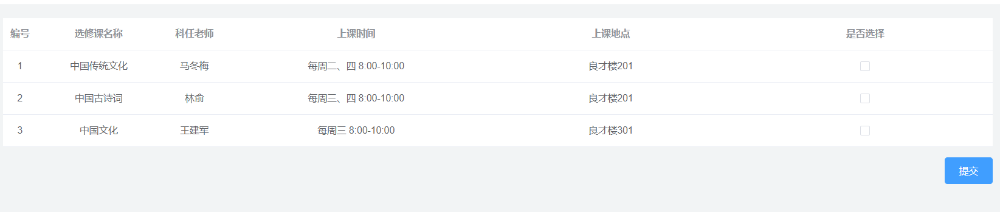 编号 选修课名称 科任老师 上课时间 上课地点 是否选择
1 中国传统文化 马冬梅 每周二、四 8:00-10:00 良才楼201
2 中国古诗词 林俞 每周三、四 8:00-10:00 良才楼201
3 中国文化 王建军 每周三 8:00-10:00 良才楼301
提交